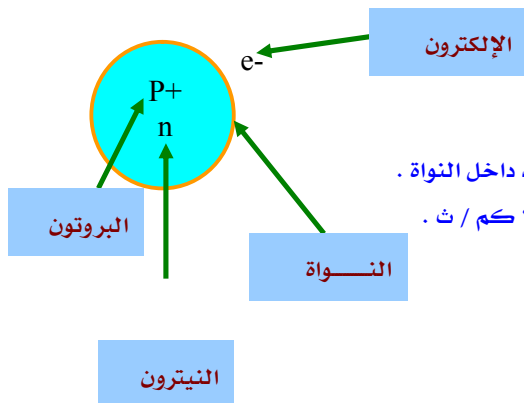 الإلكترون
e-
P+
n
داخل النواة .
كم / ث .
البروتون
النـــــواة
النيترون